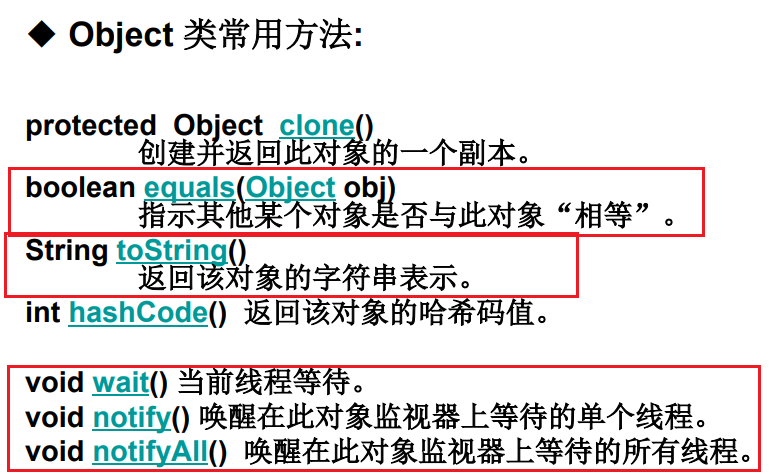 ◆ Object 类常用方法:
protected Object clone()
创建并返回此对象的一个副本。
boolean equals(Object obj)
指示其他某个对象是否与此对象“相等”。
String toString()
返回该对象的字符串表示。
int hashCode() 返回该对象的哈希码值。
void wait() 当前线程等待。
void notify() 唤醒在此对象监视器上等待的单个线程。
void notifyAll() 唤醒在此对象监视器上等待的所有线程。